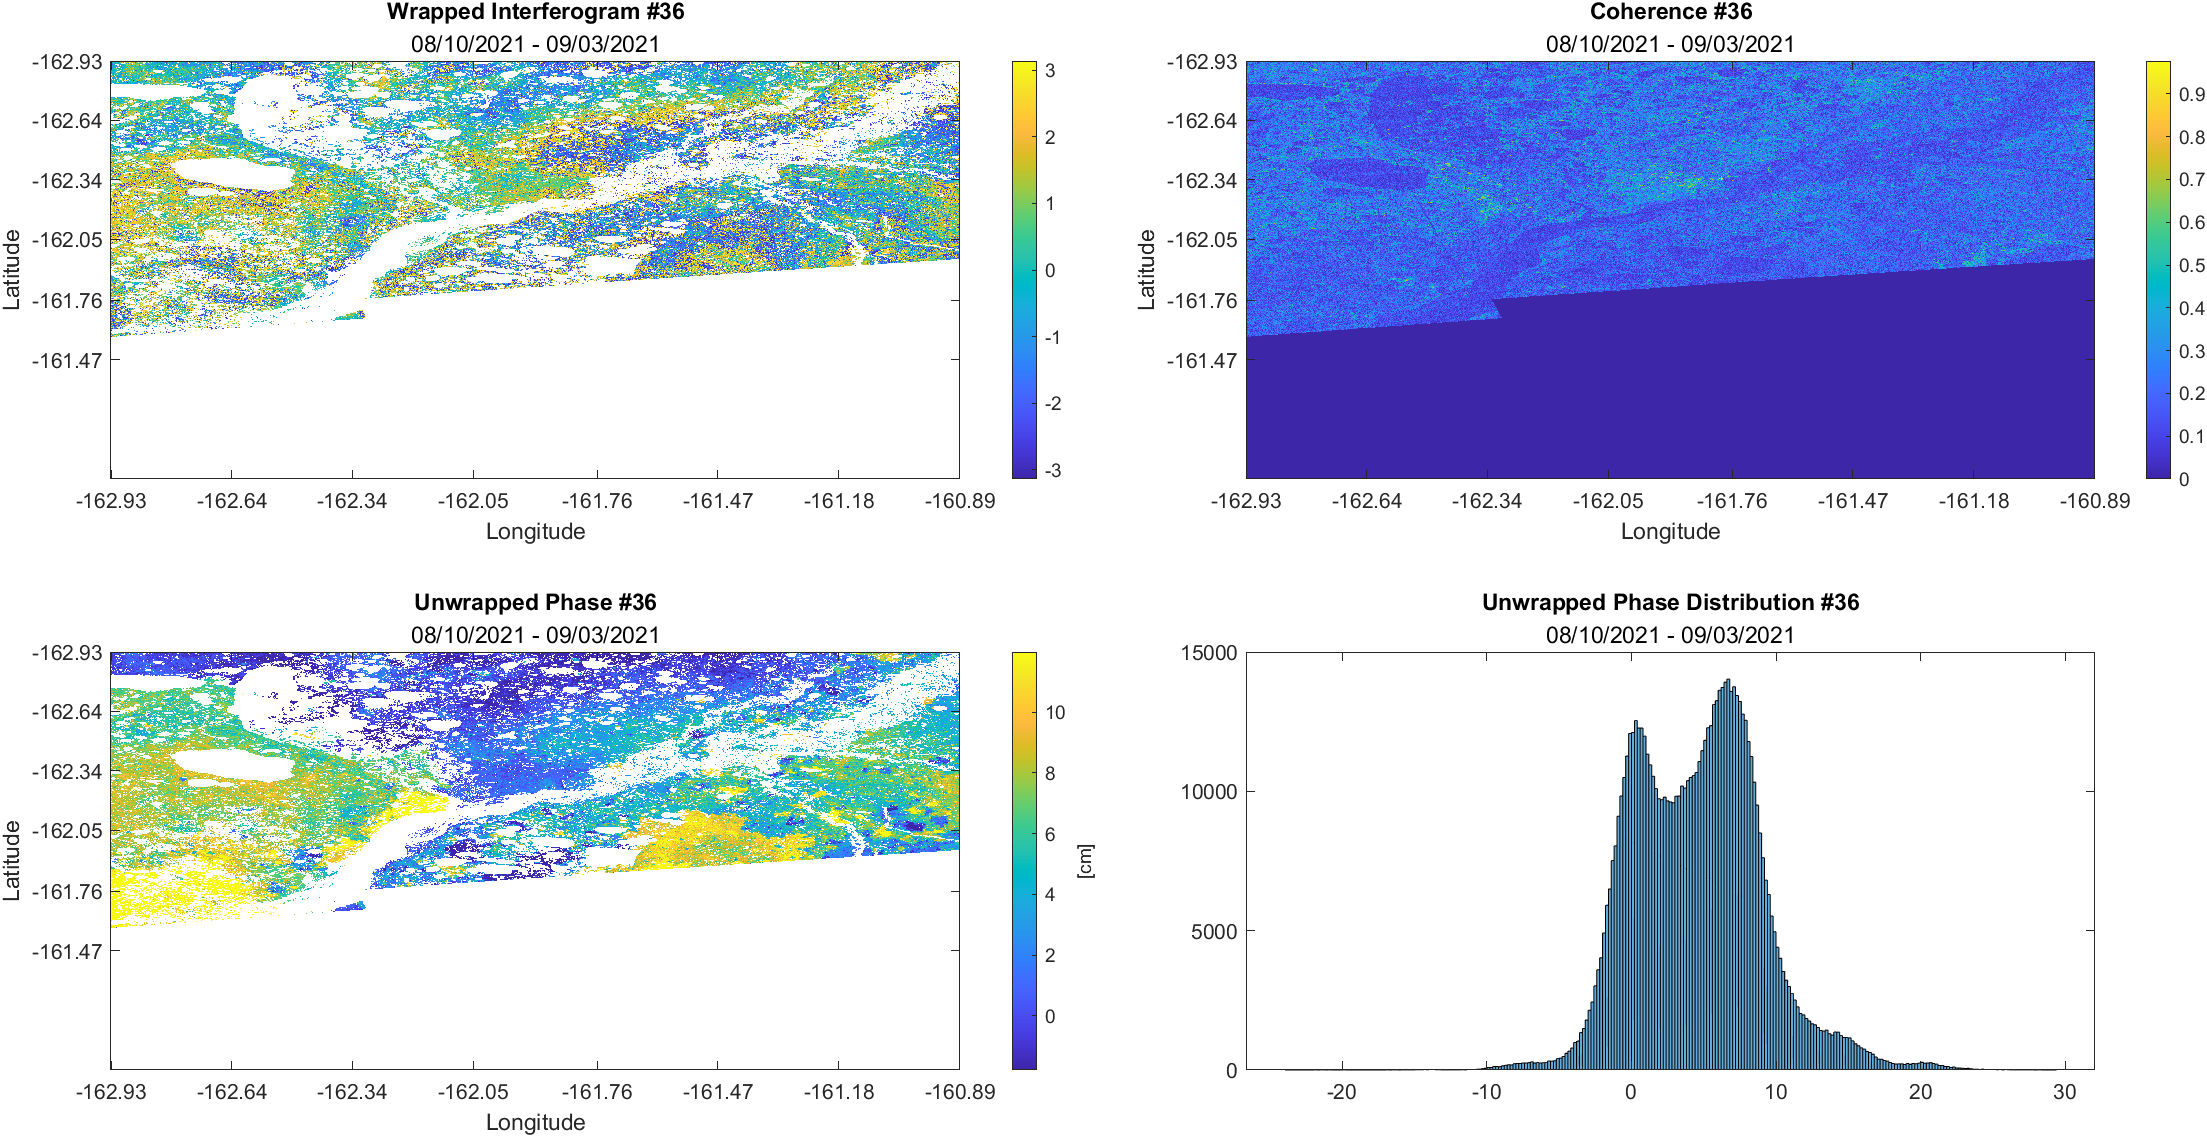 Wrapped Interferogram #36
08/10/2021 - 09/03/2021
-162.93
-162.64
-162.34
-162.05
-161.76
-161.47
Latitude
-162.93 -162.64 -162.34 -162.05 -161.76 -161.47 -161.18 -160.89
Longitude
3
2
1
0
-1
-2
-3
Coherence #36
08/10/2021 - 09/03/2021
-162.93
-162.64
-162.34
-162.05
-161.76
-161.47
Latitude
-162.93 -162.64 -162.34 -162.05 -161.76 -161.47 -161.18 -160.89
Longitude
0.9
0.8
0.7
0.6
0.5
0.4
0.3
0.2
0.1
0
Unwrapped Phase #36
08/10/2021 - 09/03/2021
-162.93
-162.64
-162.34
-162.05
-161.76
-161.47
Latitude
-162.93 -162.64 -162.34 -162.05 -161.76 -161.47 -161.18 -160.89
Longitude
10
8
6
4
2
0
[cm]
Unwrapped Phase Distribution #36
08/10/2021 - 09/03/2021
15000
10000
5000
0
-20 -10 0 10 20 30